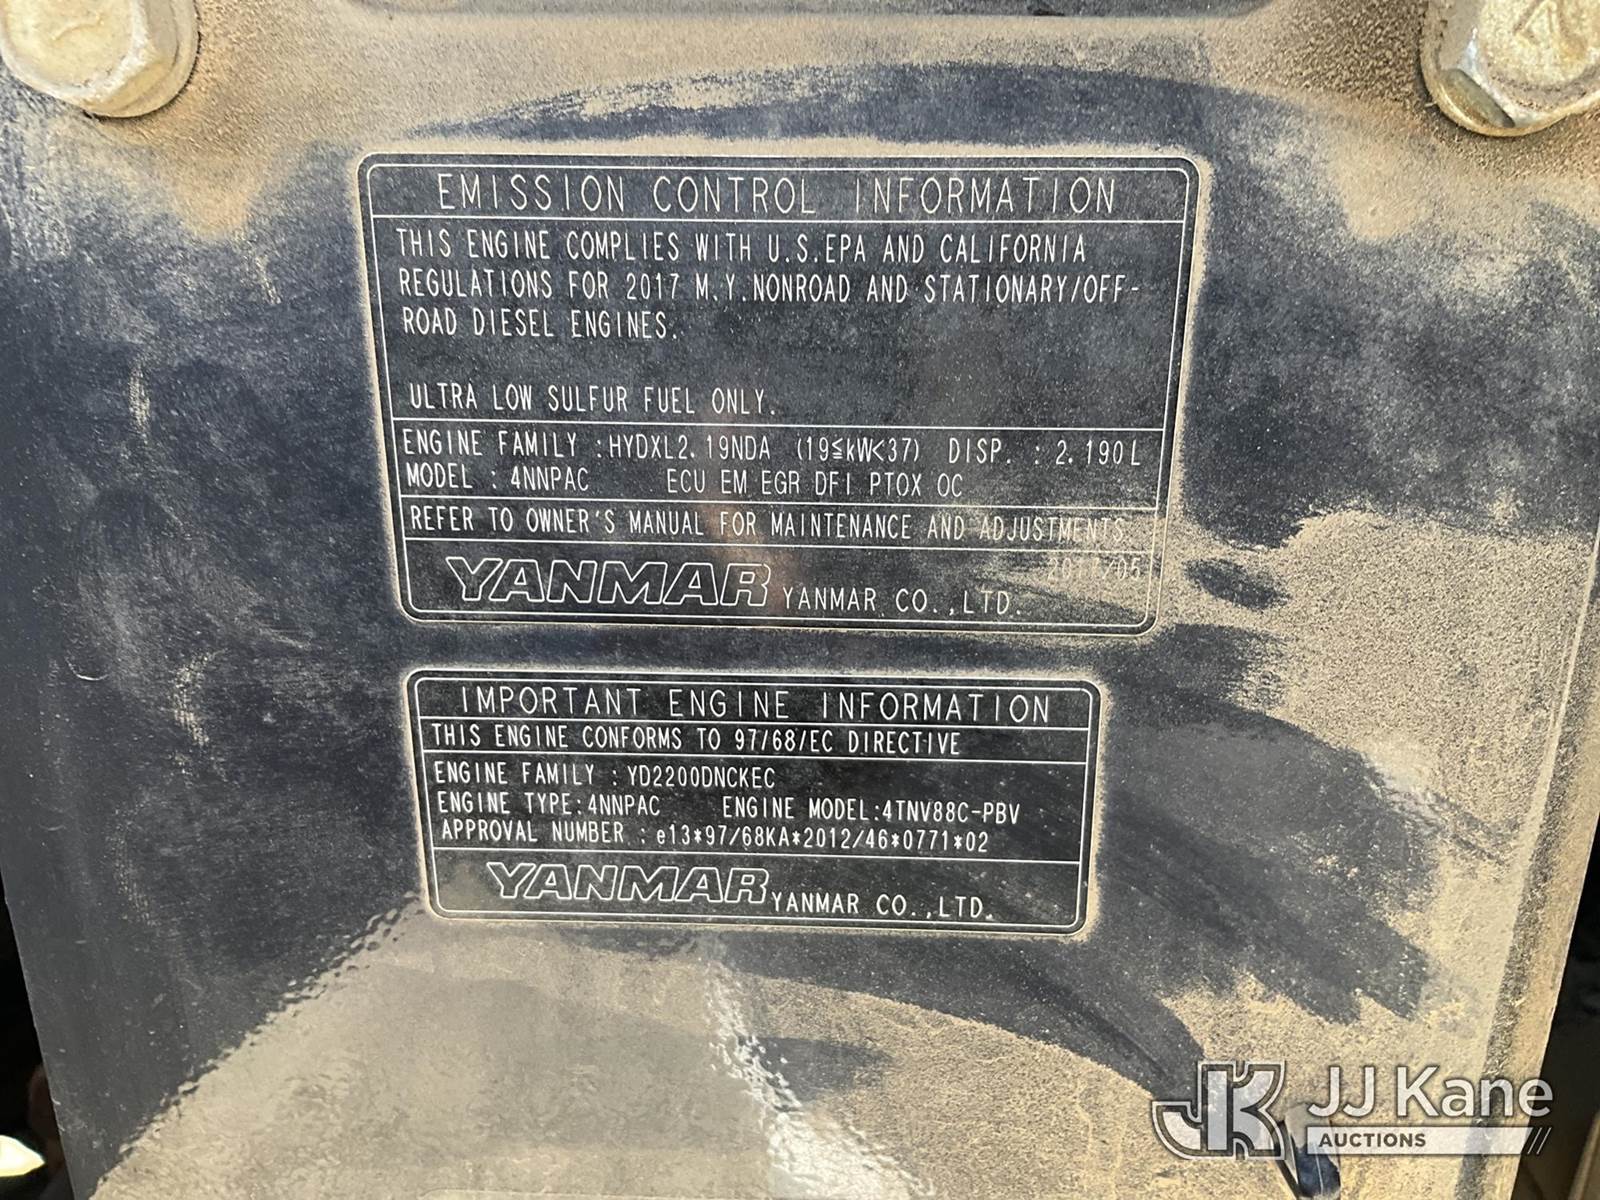 EMISSION CONTROL INFORMATION
THIS ENGINE COMPLIES WITH U.S.EPA AND CALIFORNIA
REGULATIONS FOR 2017 M.Y.NONROAD AND STATIONARY/OFF-
ROAD DIESEL ENGINES.
ULTRA LOW SULFUR FUEL ONLY.
ENGINE FAMILY :HYDXL2.19NDA (19≦kW<37) DISP. : 2.190L
MODEL : 4NNPAC ECU EM EGR DFI PTOX OC
REFER TO OWNER'S MANUAL FOR MAINTENANCE AND ADJUSTMENTS.
2017/05
YANMAR YANMAR CO.,LTD.
IMPORTANT ENGINE INFORMATION
THIS ENGINE CONFORMS TO 97/68/EC DIRECTIVE
ENGINE FAMILY : YD2200DNCKEC
ENGINE TYPE:4NNPAC ENGINE MODEL:4TNV88C-PBV
APPROVAL NUMBER : e13*97/68KA*2012/46*0771*02
YANMAR YANMAR CO.,LTD.
JK JJ Kane
AUCTIONS